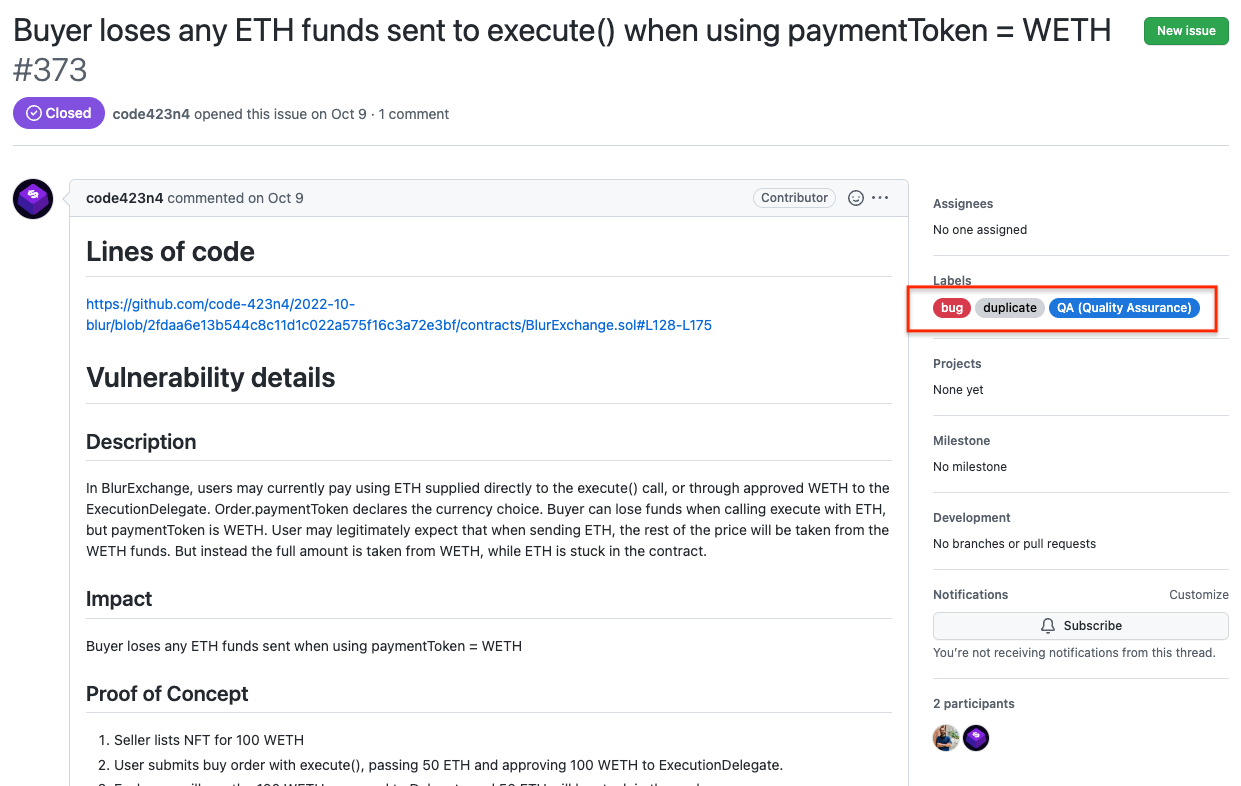 Buyer loses any ETH funds sent to execute() when using paymentToken = WETH
#373
New issue
Closed
code423n4 opened this issue on Oct 9 · 1 comment
code423n4 commented on Oct 9
Contributor
Lines of code
https://github.com/code-423n4/2022-10-
blur/blob/2fdaa6e13b544c8c11d1c022a575f16c3a72e3bf/contracts/BlurExchange.sol#L128-L175
Vulnerability details
Description
In BlurExchange, users may currently pay using ETH supplied directly to the execute() call, or through approved WETH to the
ExecutionDelegate. Order.paymentToken declares the currency choice. Buyer can lose funds when calling execute with ETH,
but paymentToken is WETH. User may legitimately expect that when sending ETH, the rest of the price will be taken from the
WETH funds. But instead the full amount is taken from WETH, while ETH is stuck in the contract.
Impact
Buyer loses any ETH funds sent when using paymentToken = WETH
Proof of Concept
1. Seller lists NFT for 100 WETH
2. User submits buy order with execute(), passing 50 ETH and approving 100 WETH to ExecutionDelegate.
Assignees
No one assigned
Labels
bug duplicate QA (Quality Assurance)
Projects
None yet
Milestone
No milestone
Development
No branches or pull requests
Notifications Customize
Subscribe
You're not receiving notifications from this thread.
2 participants